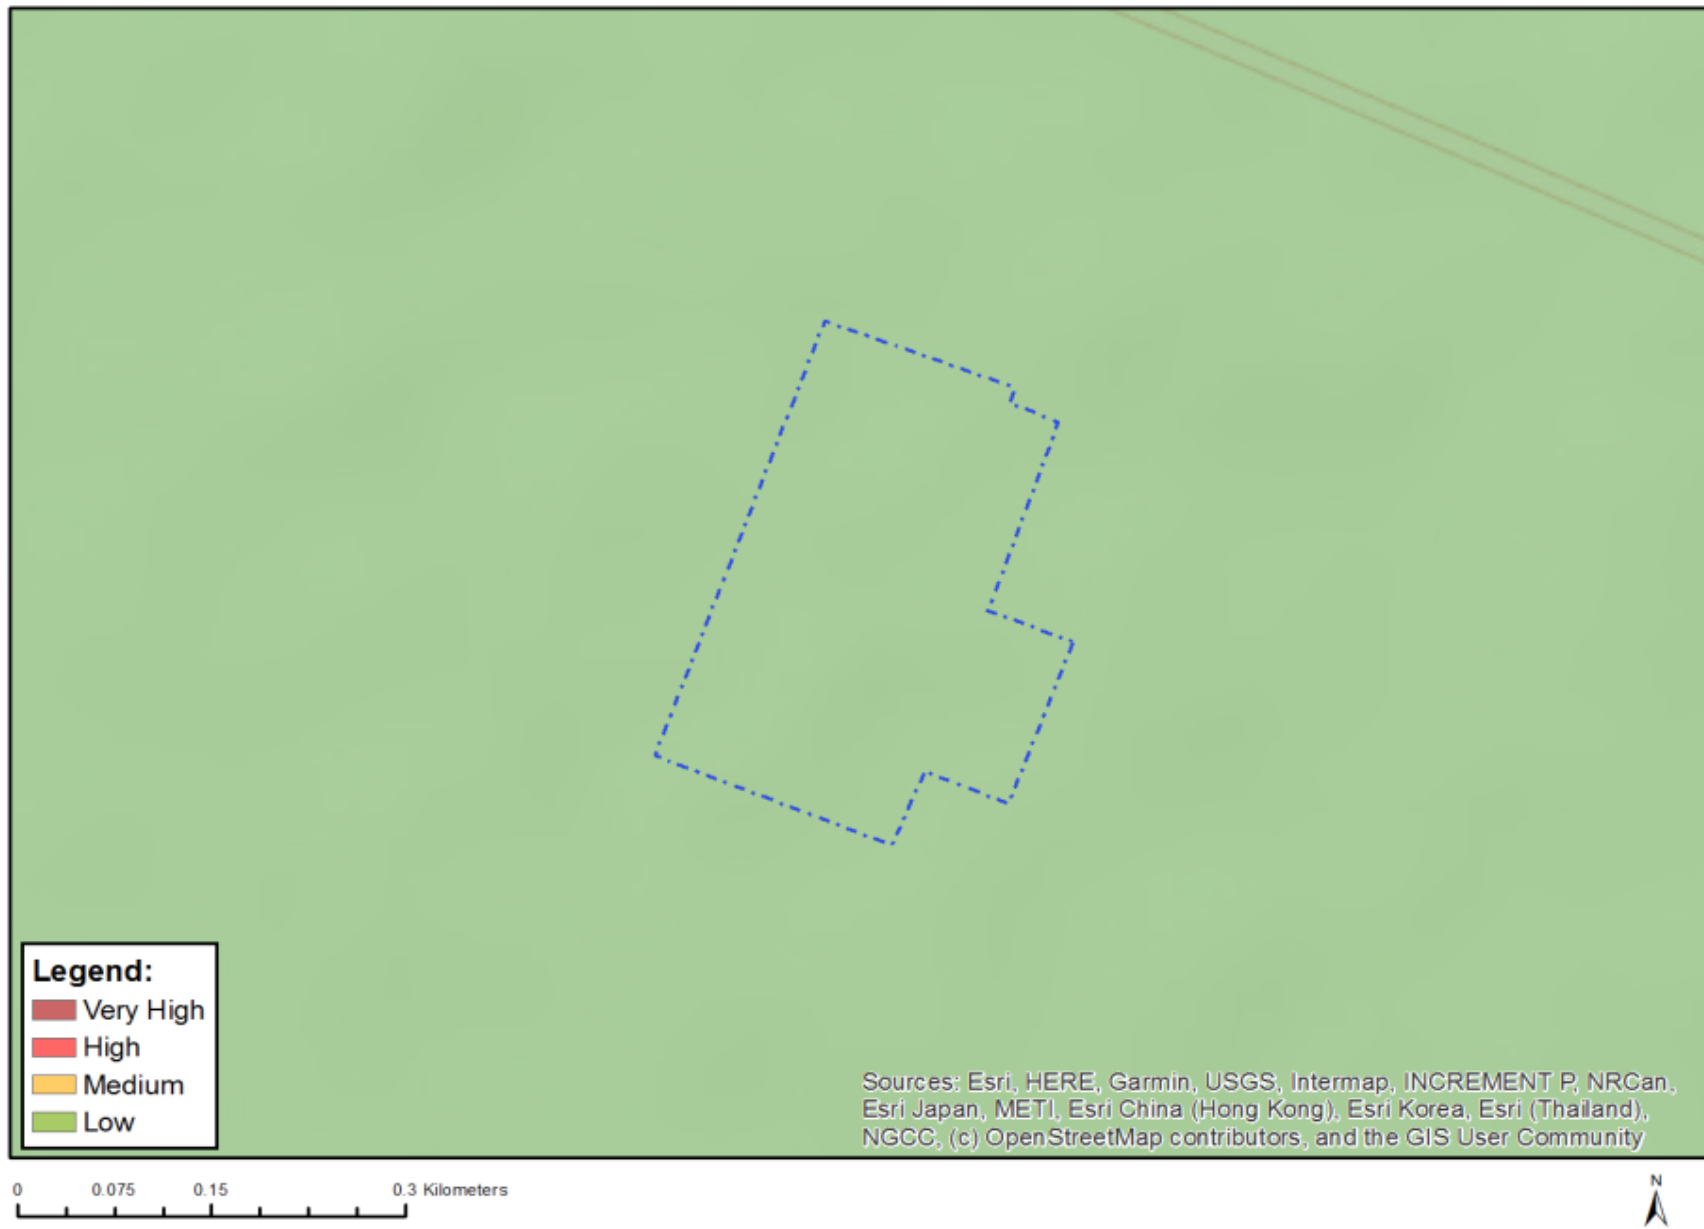 Legend:
Very High
High
Medium
Low
Sources: Esri, HERE, Garmin, USGS, Intermap, INCREMENT P, NRCan,
Esri Japan, METI, Esri China (Hong Kong), Esri Korea, Esri (Thailand),
NGCC, (c) OpenStreetMap contributors, and the GIS User Community
0 0.075 0.15 0.3 Kilometers
N